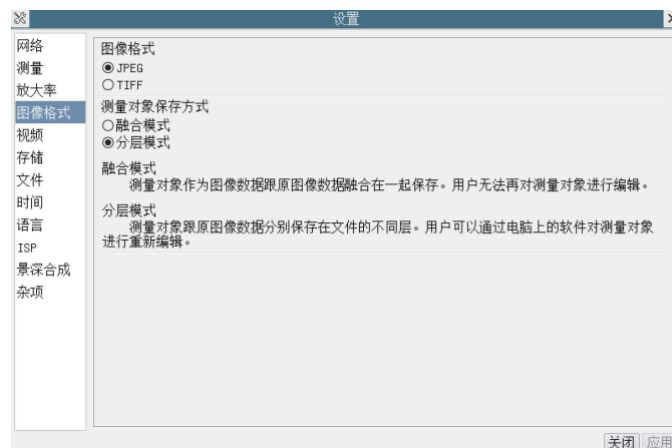 设置
网络
测量
放大率
图像格式
视频
存储
文件
时间
语言
ISP
景深合成
杂项
图像格式
JPEG
TIFF
测量对象保存方式
融合模式
分层模式
融合模式
测量对象作为图像数据跟原图像数据融合在一起保存。用户无法再对测量对象进行编辑。
分层模式
测量对象跟原图像数据分别保存在文件的不同层。用户可以通过电脑上的软件对测量对象
进行重新编辑。
关闭
应用